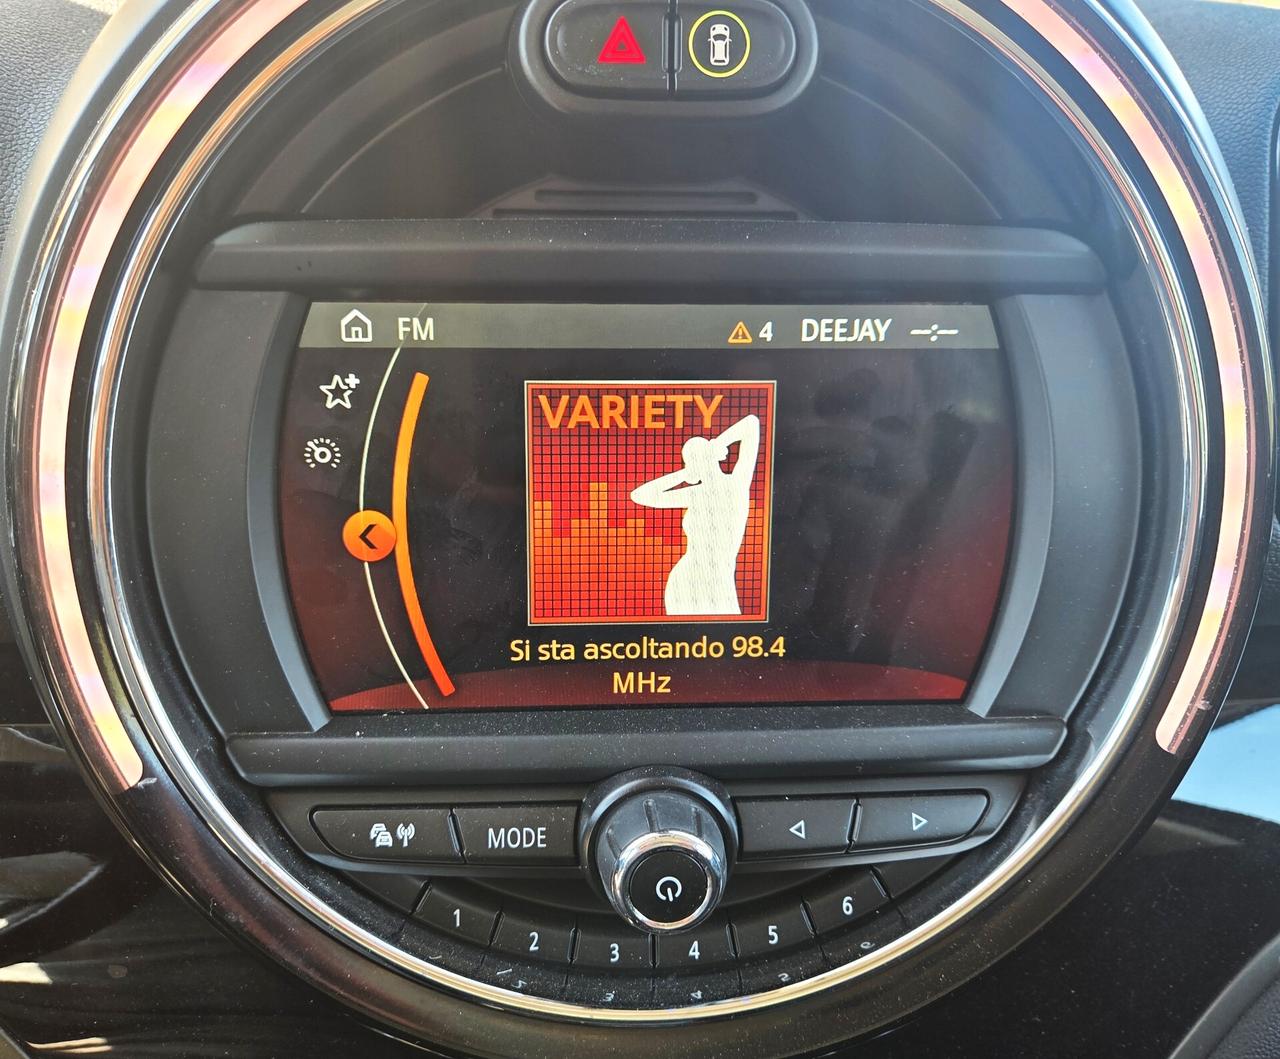 FM 4 DEEJAY --:--
VARIETY
Si sta ascoltando 98.4
MHz
MODE
1 2 3 4 5 6